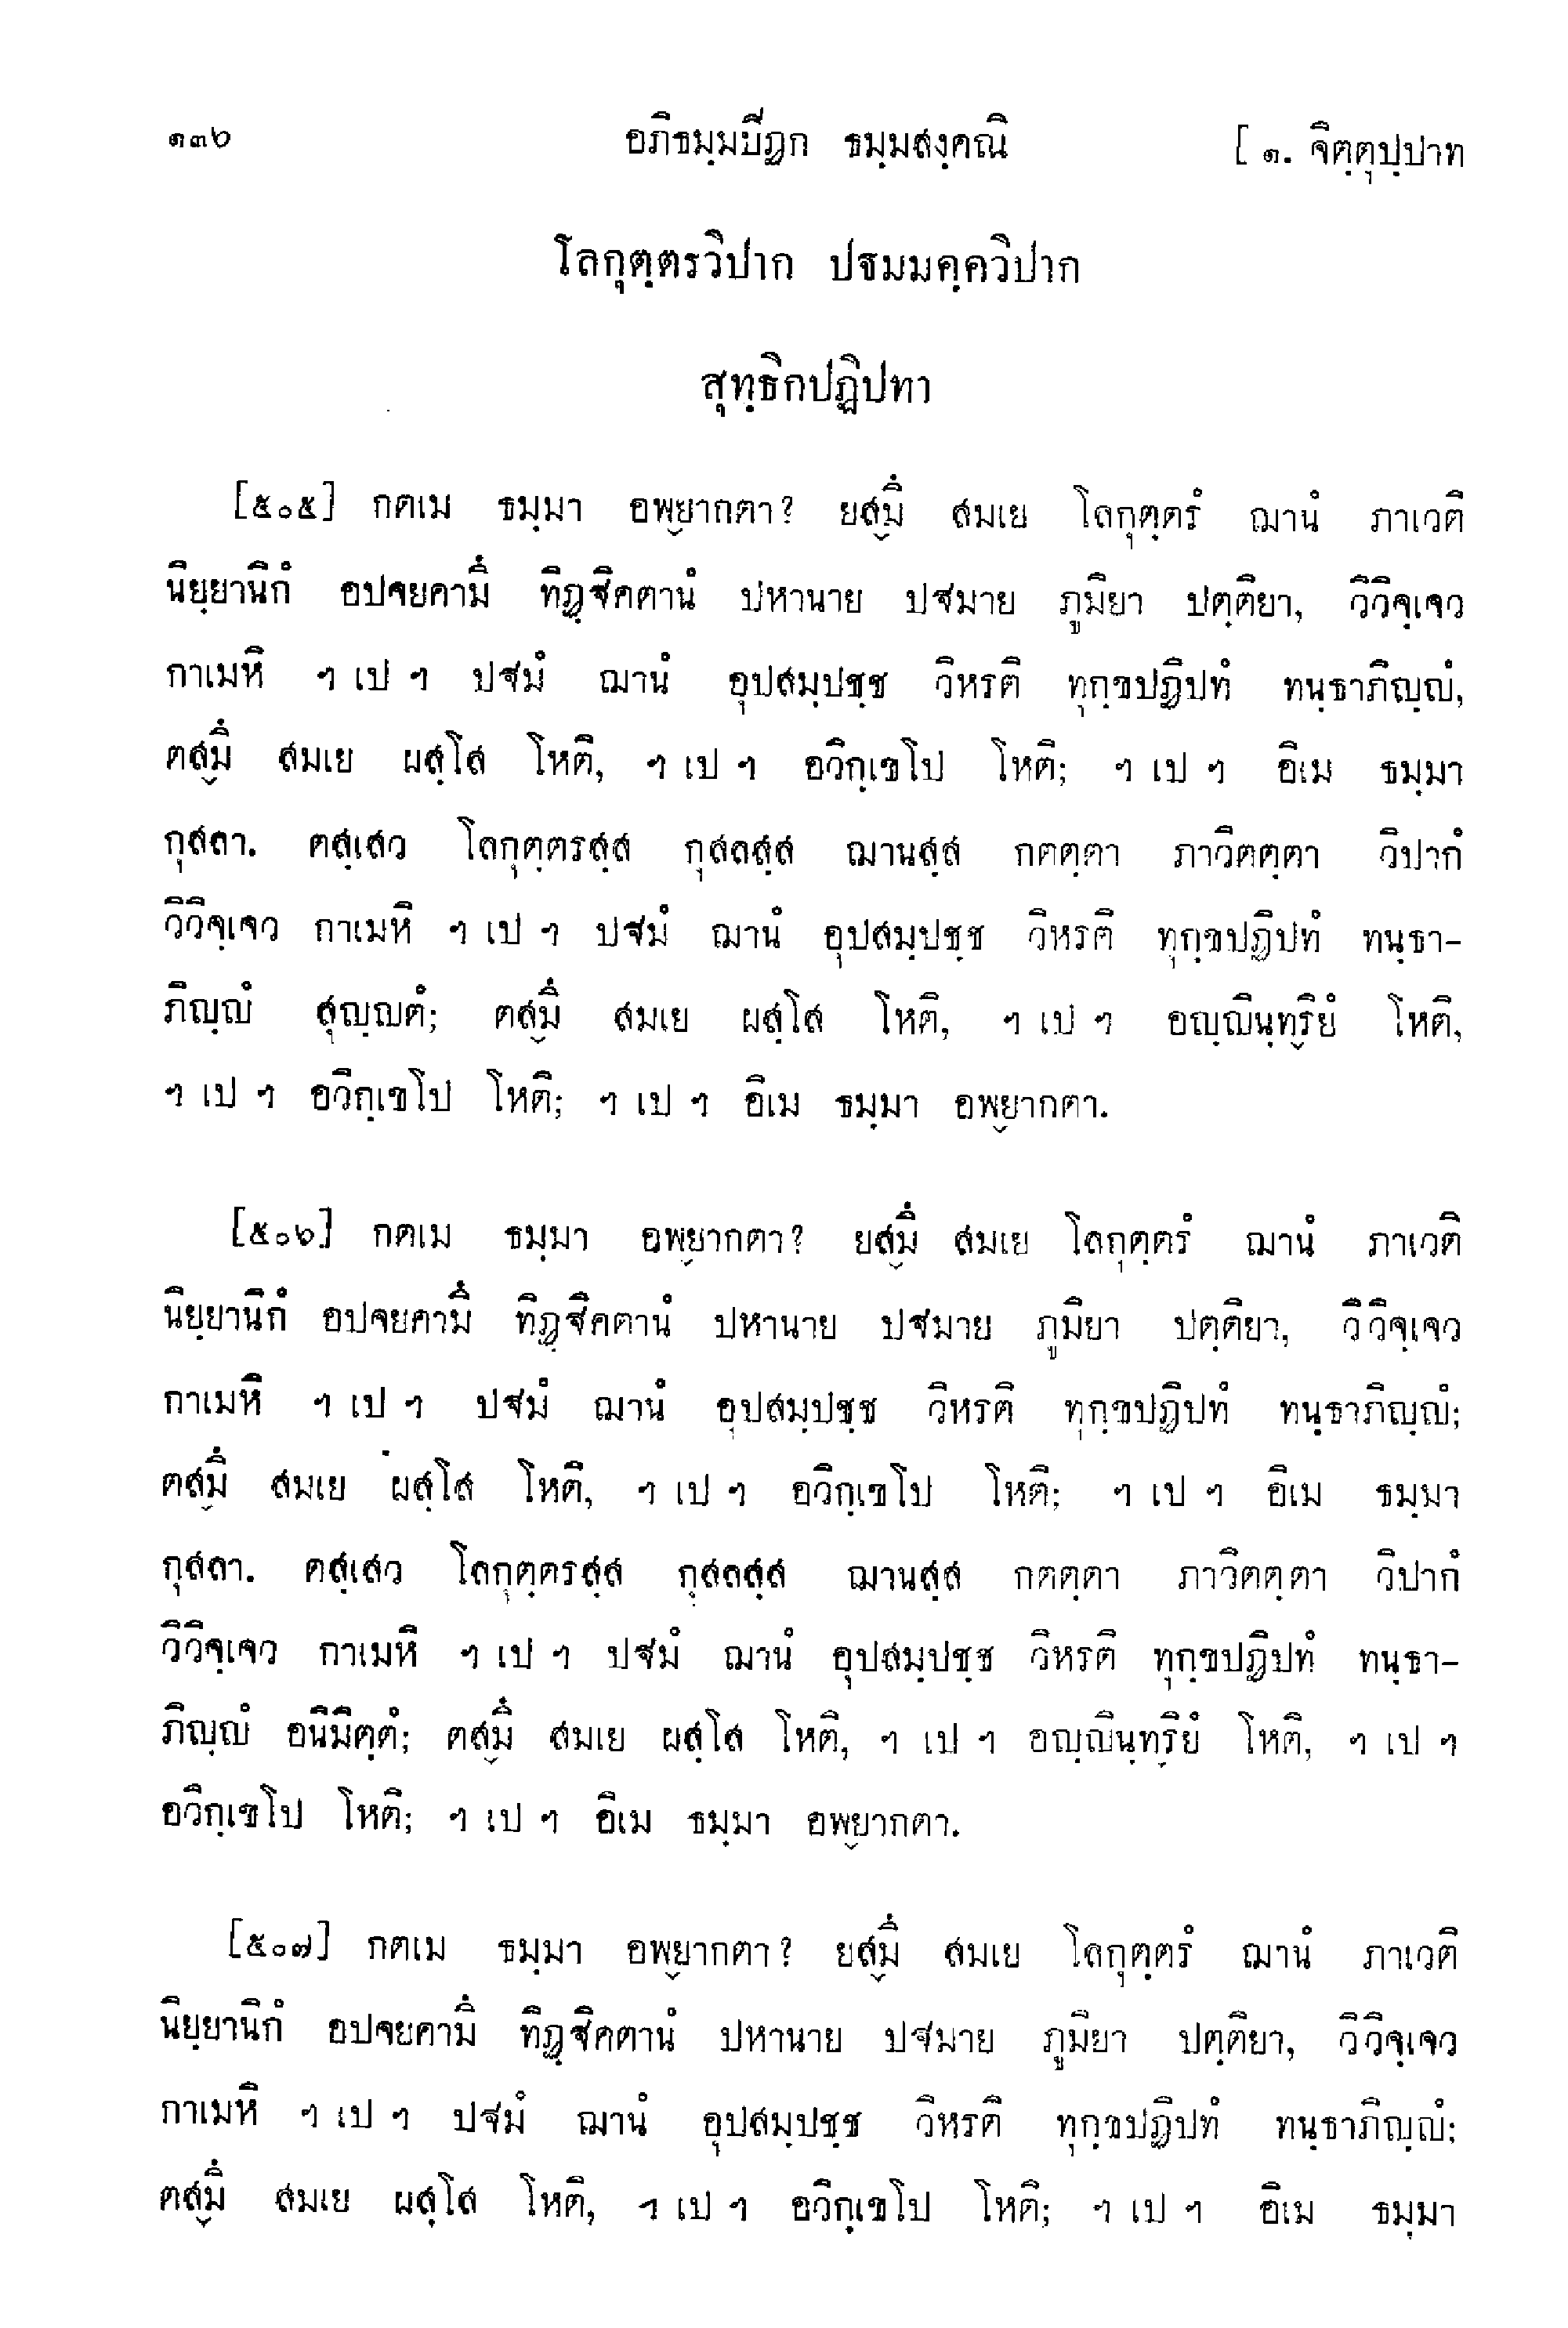 ๑๓๖ อภิธมฺมปีฏก ธมฺมสงฺคณิ [ ๑. จิตฺตุปฺปาท
โลกุตฺตรวิปาก ปฐมมคฺควิปาก
สุทฺธิกปฏิปทา
[๕๐๕] กตเม ธมฺมา อพฺยากตา? ยสฺมึ สมเย โลกุตฺตรํ ฌานํ ภาเวติ
นิยฺยานิกํ อปจยคามึ ทิฏฺฐิคตานํ ปหานาย ปฐมาย ภูมิยา ปตฺติยา, วิวิจฺเจว
กาเมหิ ฯ เป ฯ ปฐมํ ฌานํ อุปสมฺปชฺช วิหรติ ทุกฺขปฏิปทํ ทนฺธาภิญฺญํ,
ตสฺมึ สมเย ผสฺโส โหติ, ฯ เป ฯ อวิกฺเขโป โหติ; ฯ เป ฯ อิเม ธมฺมา
กุสลา. ตสฺเสว โลกุตฺตรสฺส กุสลสฺส ฌานสฺส กตตฺตา ภาวิตตฺตา วิปากํ
วิวิจฺเจว กาเมหิ ฯ เป ฯ ปฐมํ ฌานํ อุปสมฺปชฺช วิหรติ ทุกฺขปฏิปทํ ทนฺธา-
ภิญฺญํ สุญฺญตํ; ตสฺมึ สมเย ผสฺโส โหติ, ฯ เป ฯ อญฺญินฺทฺริยํ โหติ,
ฯ เป ฯ อวิกฺเขโป โหติ; ฯ เป ฯ อิเม ธมฺมา อพฺยากตา.
[๕๐๖] กตเม ธมฺมา อพฺยากตา? ยสฺมึ สมเย โลกุตฺตรํ ฌานํ ภาเวติ
นิยฺยานิกํ อปจยคามึ ทิฏฺฐิคตานํ ปหานาย ปฐมาย ภูมิยา ปตฺติยา, วิวิจฺเจว
กาเมหิ ฯ เป ฯ ปฐมํ ฌานํ อุปสมฺปชฺช วิหรติ ทุกฺขปฏิปทํ ทนฺธาภิญฺญํ;
ตสฺมึ สมเย ผสฺโส โหติ, ฯ เป ฯ อวิกฺเขโป โหติ; ฯ เป ฯ อิเม ธมฺมา
กุสลา. ตสฺเสว โลกุตฺตรสฺส กุสลสฺส ฌานสฺส กตตฺตา ภาวิตตฺตา วิปากํ
วิวิจฺเจว กาเมหิ ฯ เป ฯ ปฐมํ ฌานํ อุปสมฺปชฺช วิหรติ ทุกฺขปฏิปทํ ทนฺธา-
ภิญฺญํ อนิมิตฺตํ; ตสฺมึ สมเย ผสฺโส โหติ, ฯ เป ฯ อญฺญินฺทฺริยํ โหติ, ฯ เป ฯ
อวิกฺเขโป โหติ; ฯ เป ฯ อิเม ธมฺมา อพฺยากตา.
[๕๐๗] กตเม ธมฺมา อพฺยากตา? ยสฺมึ สมเย โลกุตฺตรํ ฌานํ ภาเวติ
นิยฺยานิกํ อปจยคามึ ทิฏฺฐิคตานํ ปหานาย ปฐมาย ภูมิยา ปตฺติยา, วิวิจฺเจว
กาเมหิ ฯ เป ฯ ปฐมํ ฌานํ อุปสมฺปชฺช วิหรติ ทุกฺขปฏิปทํ ทนฺธาภิญฺญํ;
ตสฺมึ สมเย ผสฺโส โหติ, ฯ เป ฯ อวิกฺเขโป โหติ; ฯ เป ฯ อิเม ธมฺมา